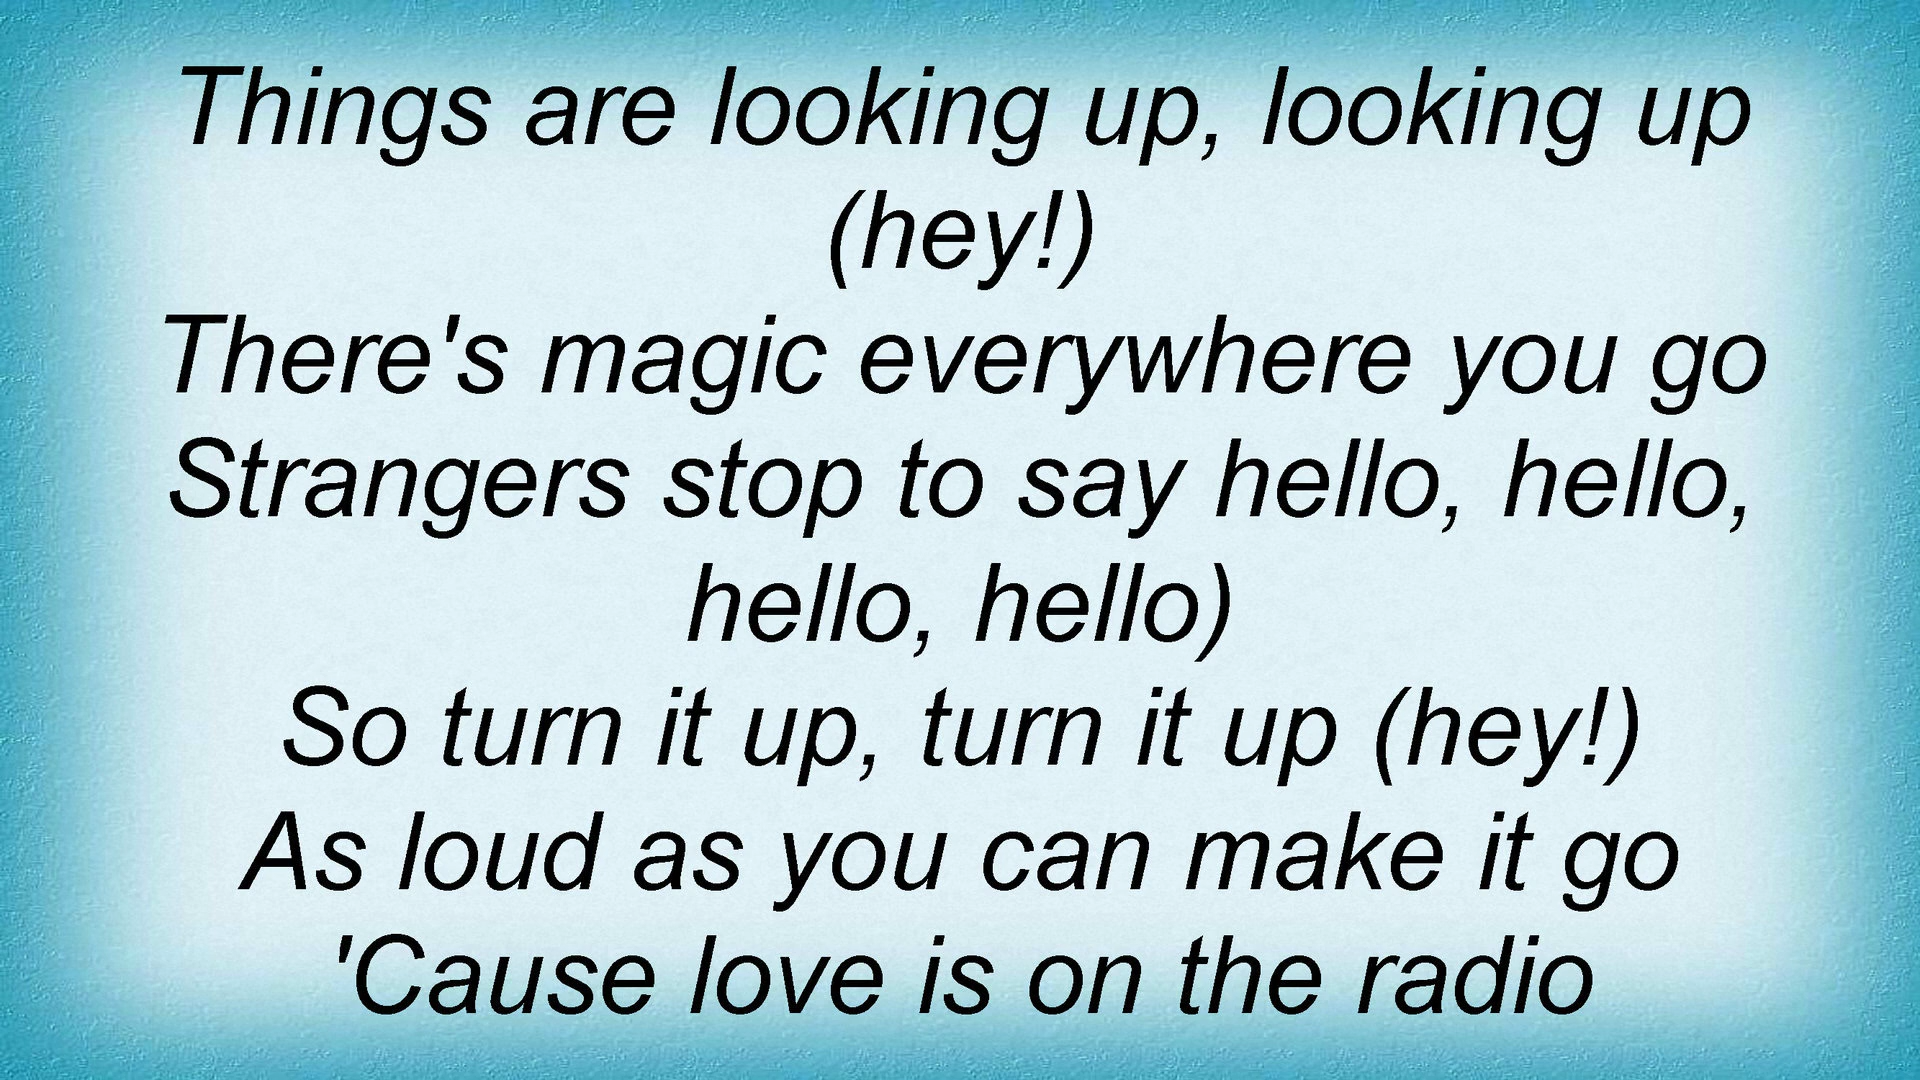 Things are looking up, looking up
(hey!)
There's magic everywhere you go
Strangers stop to say hello, hello,
hello, hello)
So turn it up, turn it up (hey!)
As loud as you can make it go
'Cause love is on the radio